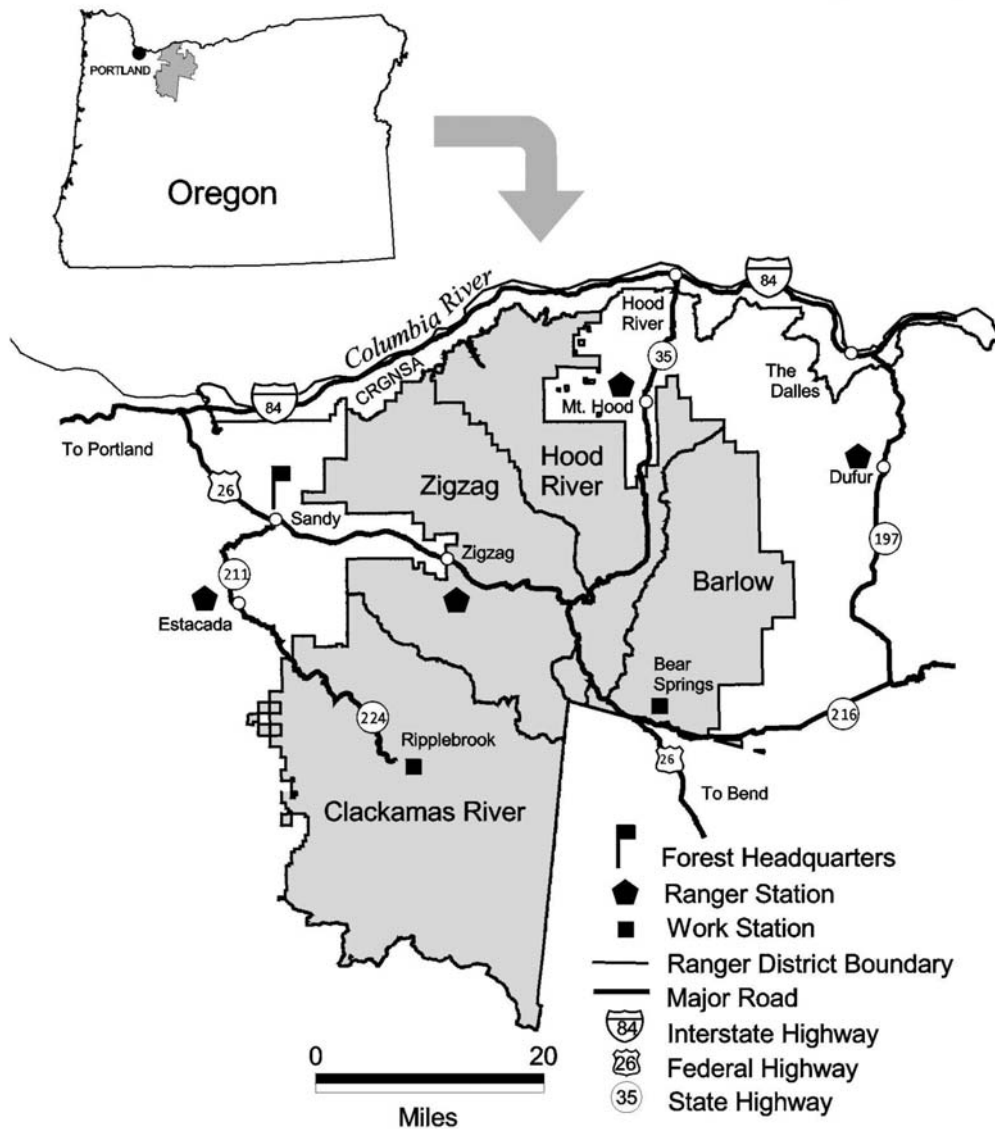 PORTLAND
Oregon
Columbia River
CRGNSA
84
84
Hood
River
35
The
Dalles
Mt. Hood
To Portland
26
Zigzag
Hood
River
Dufur
Sandy
Zigzag
197
211
Barlow
Estacada
Bear
Springs
224
216
Ripplebrook
26
To Bend
Clackamas River
Forest Headquarters
Ranger Station
Work Station
Ranger District Boundary
Major Road
84 Interstate Highway
26 Federal Highway
35 State Highway
0 20
Miles